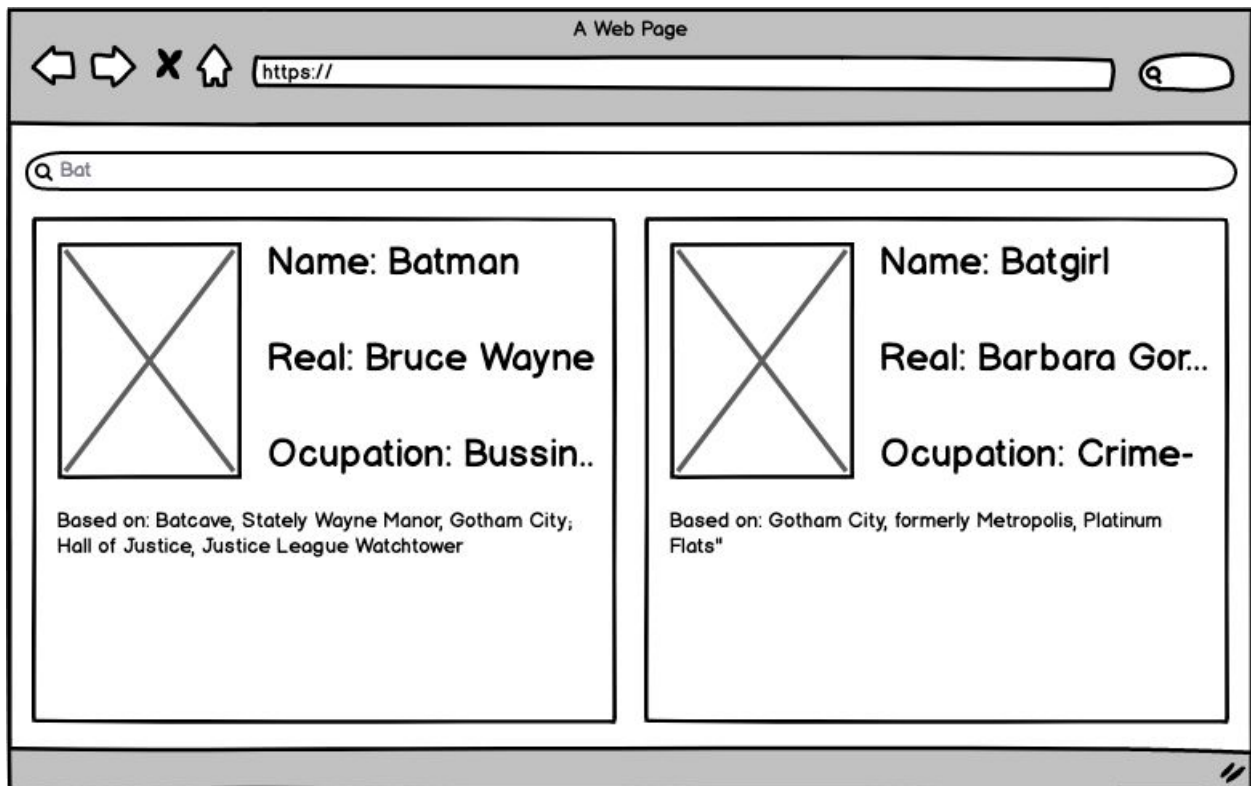 A Web Page
https://
Bat
Name: Batman
Real: Bruce Wayne
Ocupation: Bussin..
Based on: Batcave, Stately Wayne Manor, Gotham City;
Hall of Justice, Justice League Watchtower
Name: Batgirl
Real: Barbara Gor...
Ocupation: Crime-
Based on: Gotham City, formerly Metropolis, Platinum
Flats"